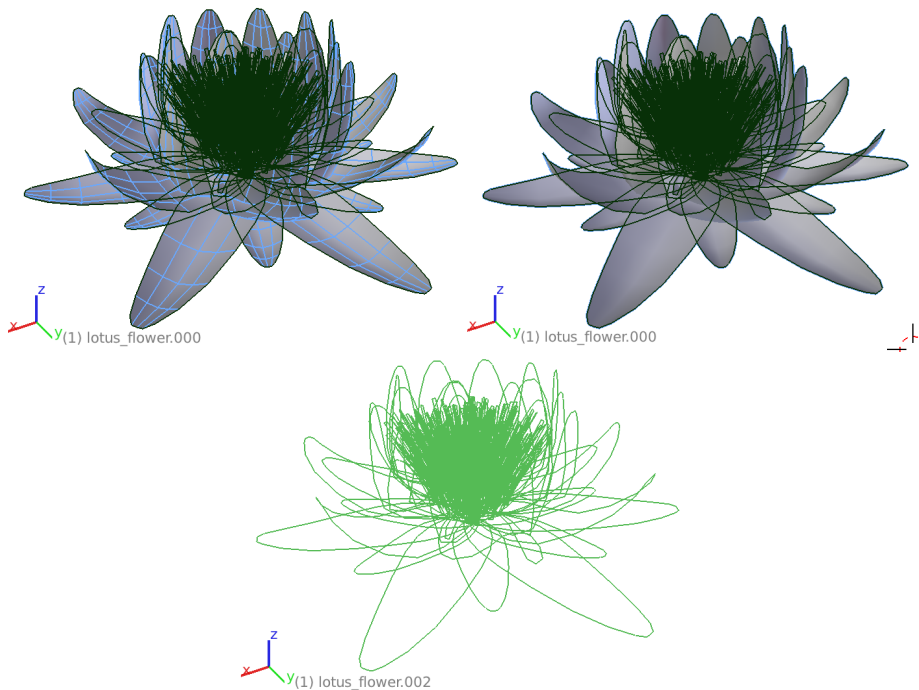 z
x
y
(1) lotus_flower.000
z
x
y
(1) lotus_flower.000
z
x
y
(1) lotus_flower.002